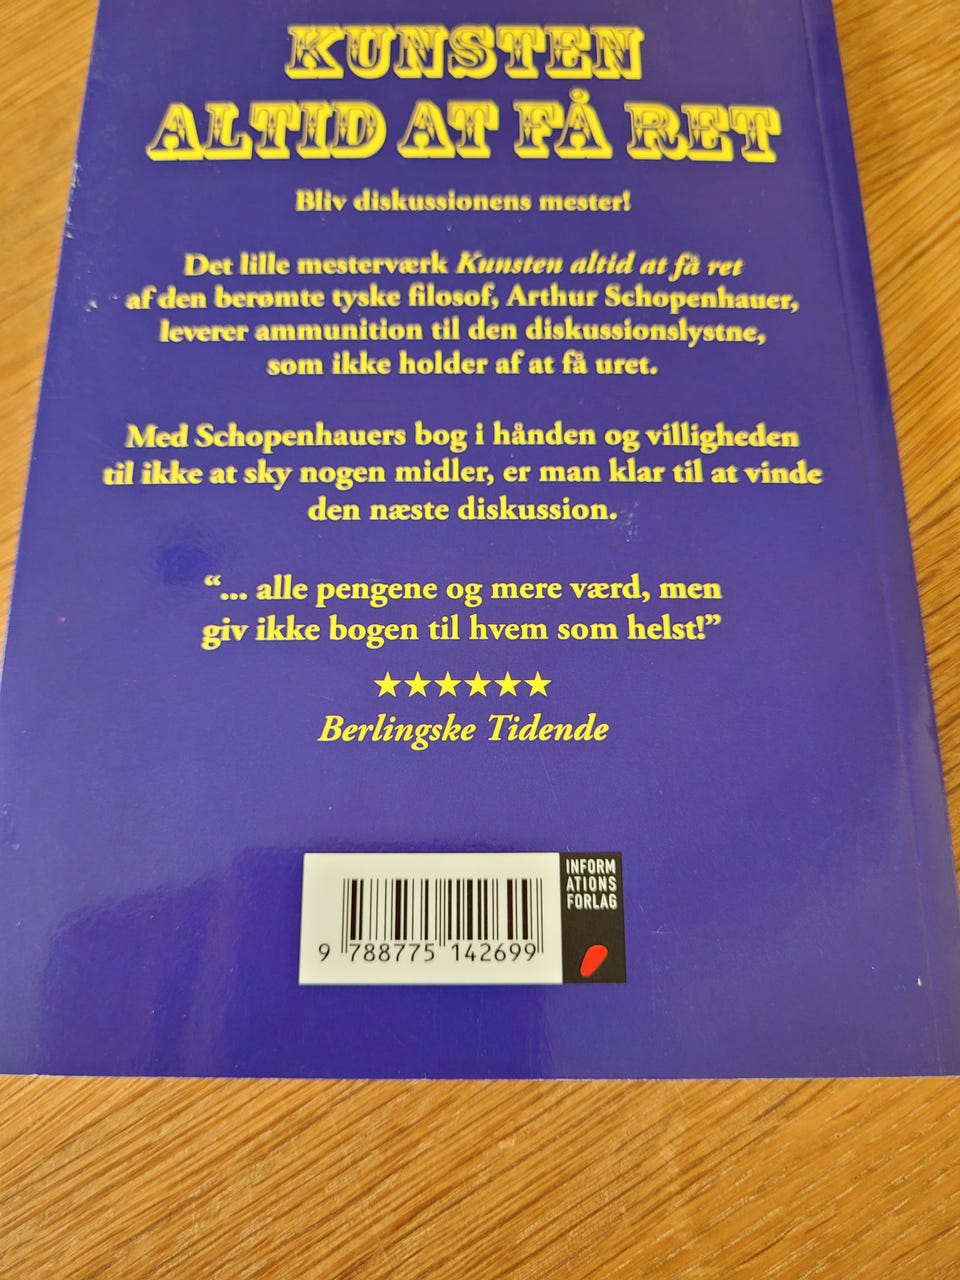 KUNSTEN
ALTID AT FÅ RET
Bliv diskussionens mester!
Det lille mesterværk Kunsten altid at få ret
af den berømte tyske filosof, Arthur Schopenhauer,
leverer ammunition til den diskussionslystne,
som ikke holder af at få uret.
Med Schopenhauers bog i hånden og villigheden
til ikke at sky nogen midler, er man klar til at vinde
den næste diskussion.
“... alle pengene og mere værd, men
giv ikke bogen til hvem som helst!”
★★★★★★
Berlingske Tidende
INFORM
ATIONS
FORLAG
9 788775 142699